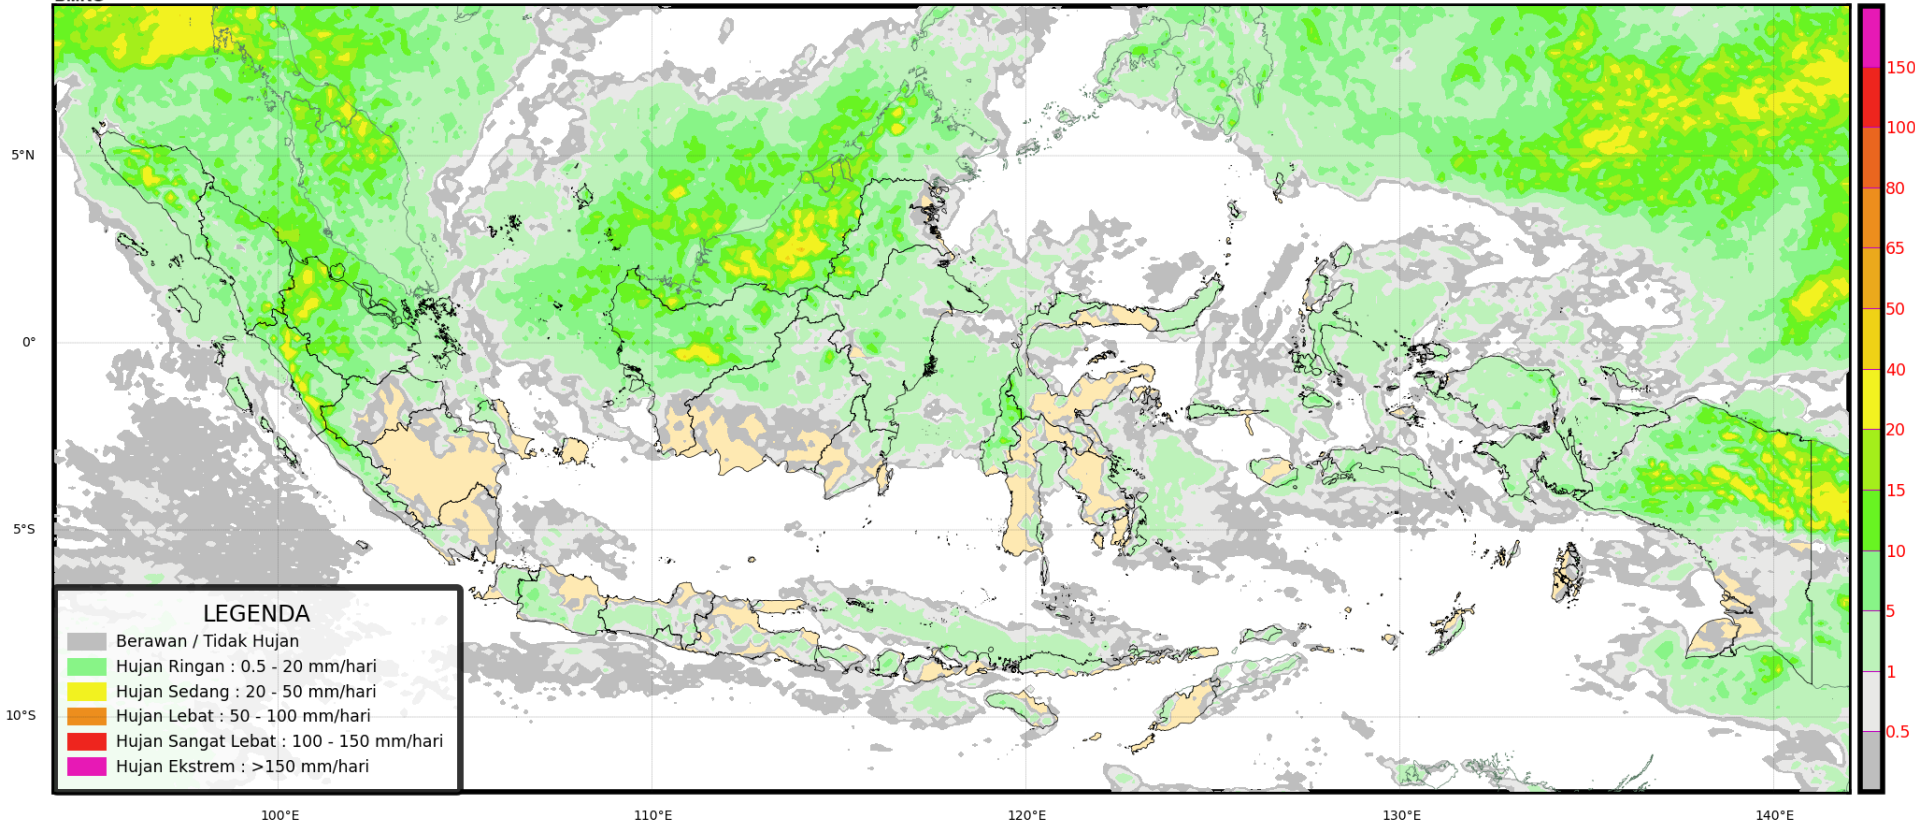 150
100
80
65
50
40
20
15
10
5
1
0.5
5°N
0°
5°S
10°S
LEGENDA
Berawan / Tidak Hujan
Hujan Ringan : 0.5 - 20 mm/hari
Hujan Sedang : 20 - 50 mm/hari
Hujan Lebat : 50 - 100 mm/hari
Hujan Sangat Lebat : 100 - 150 mm/hari
Hujan Ekstrem : >150 mm/hari
100°E
110°E
120°E
130°E
140°E